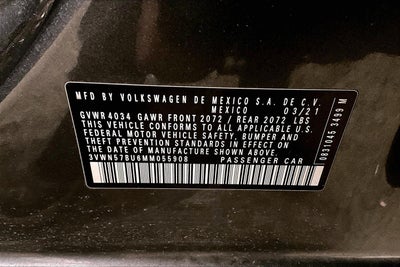 MFD BY VOLKSWAGEN DE MEXICO S.A. DE C.V.
MEXICO 03/21
GVWR 4034 GAWR FRONT 2072 / REAR 2072 LBS
THIS VEHICLE CONFORMS TO ALL APPLICABLE U.S.
FEDERAL MOTOR VEHICLE SAFETY, BUMPER AND
THEFT PREVENTION STANDARDS IN EFFECT ON
THE DATE OF MANUFACTURE SHOWN ABOVE.
3VWN57BU6MM055908 PASSENGER CAR
0931045 3499 M